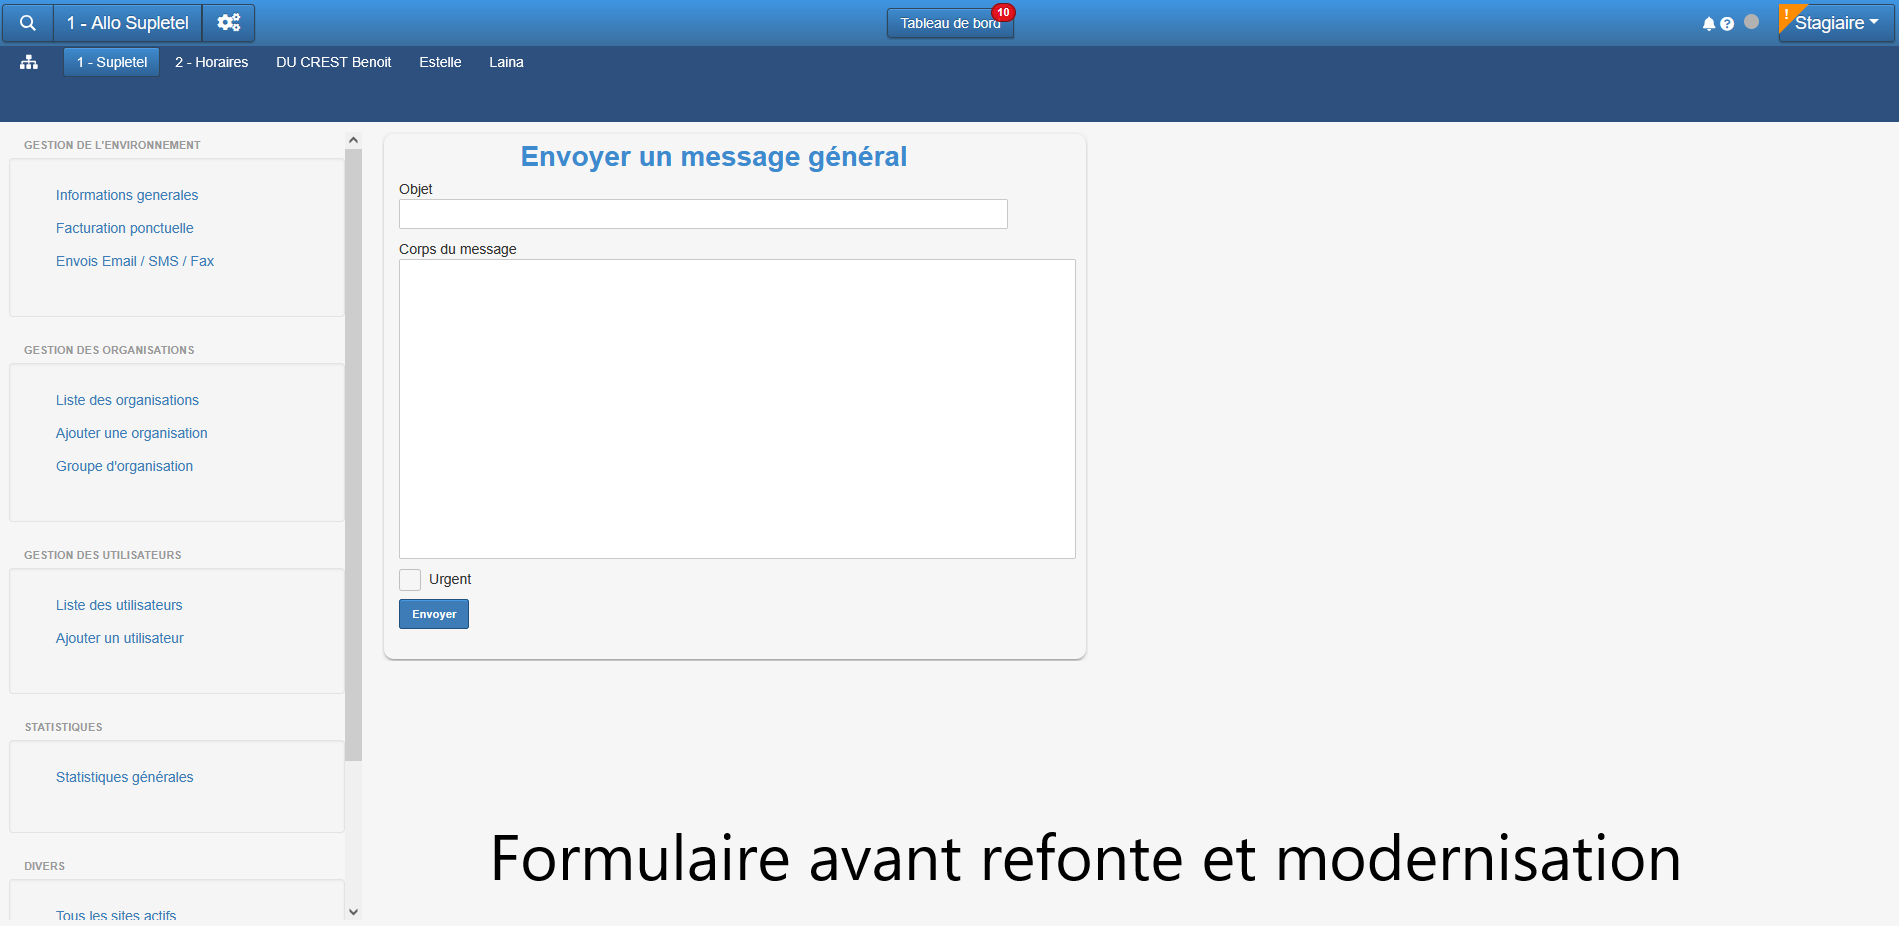 1 - Allo Supletel
Tableau de bord
10
!
Stagiaire
1 - Supletel
2 - Horaires
DU CREST Benoit
Estelle
Laina
GESTION DE L'ENVIRONNEMENT
Informations generales
Facturation ponctuelle
Envois Email / SMS / Fax
GESTION DES ORGANISATIONS
Liste des organisations
Ajouter une organisation
Groupe d'organisation
GESTION DES UTILISATEURS
Liste des utilisateurs
Ajouter un utilisateur
STATISTIQUES
Statistiques générales
DIVERS
Tous les sites actifs
Envoyer un message général
Objet
Corps du message
Urgent
Envoyer
Formulaire avant refonte et modernisation